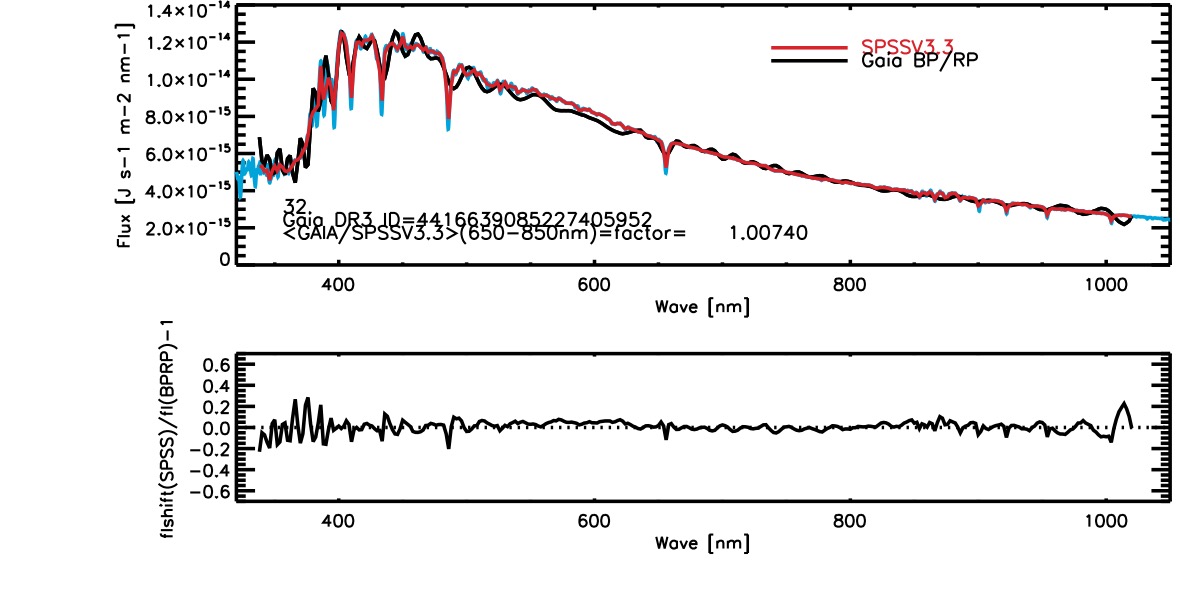 1.4×10⁻¹⁴
1.2×10⁻¹⁴
1.0×10⁻¹⁴
8.0×10⁻¹⁵
6.0×10⁻¹⁵
4.0×10⁻¹⁵
2.0×10⁻¹⁵
0
Flux [J s−1 m−2 nm−1]
SPSSV3.3
Gaia BP/RP
32
Gaia DR3 ID=4416639085227405952
<GAIA/SPSSV3.3>(650−850nm)=factor= 1.00740
400 600 800 1000
Wave [nm]
flshift(SPSS)/fl(BPRP)−1
0.6
0.4
0.2
0.0
−0.2
−0.4
−0.6
400 600 800 1000
Wave [nm]